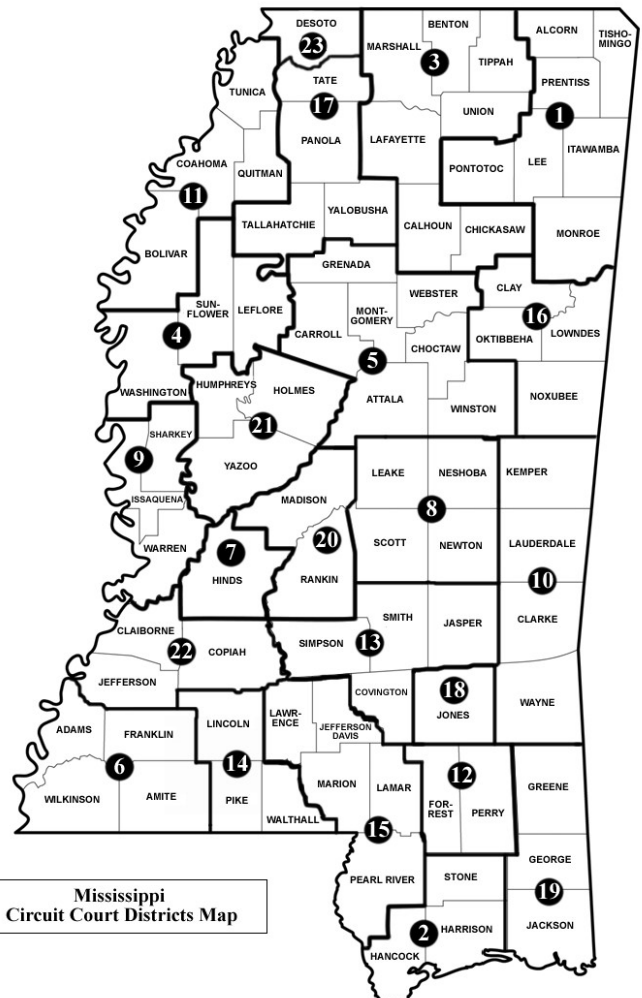 DESOTO
23
MARSHALL
BENTON
3
TIPPAH
ALCORN
TISHO-
MINGO
TATE
17
PRENTISS
1
TUNICA
UNION
PANOLA
LAFAYETTE
COAHOMA
QUITMAN
PONTOTOC
LEE
ITAWAMBA
11
TALLAHATCHIE
YALOBUSHA
CALHOUN
CHICKASAW
MONROE
BOLIVAR
GRENADA
SUN-
FLOWER
LEFLORE
WEBSTER
CLAY
MONT-
GOMERY
16
4
CARROLL
CHOCTAW
OKTIBBEHA
LOWNDES
5
WASHINGTON
HUMPHREYS
HOLMES
ATTALA
WINSTON
NOXUBEE
21
SHARKEY
9
YAZOO
LEAKE
NESHOBA
KEMPER
ISSAQUENA
MADISON
8
WARREN
7
HINDS
20
RANKIN
SCOTT
NEWTON
LAUDERDALE
10
CLAIBORNE
22
COPIAH
SIMPSON
13
SMITH
JASPER
CLARKE
JEFFERSON
COVINGTON
18
JONES
WAYNE
ADAMS
FRANKLIN
LINCOLN
LAWR-
ENCE
JEFFERSON
DAVIS
6
14
WILKINSON
AMITE
PIKE
WALTHALL
MARION
LAMAR
12
FOR-
REST
PERRY
GREENE
15
PEARL RIVER
STONE
GEORGE
19
2
HARRISON
JACKSON
HANCOCK
Mississippi
Circuit Court Districts Map